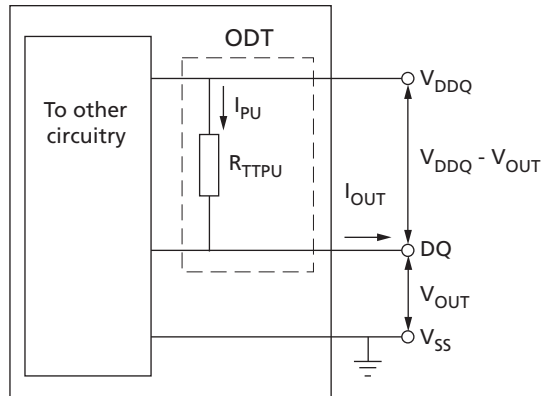 ODT
To other
circuitry
I_PU
R_TTPU
I_OUT
V_DDQ
V_DDQ - V_OUT
DQ
V_OUT
V_SS